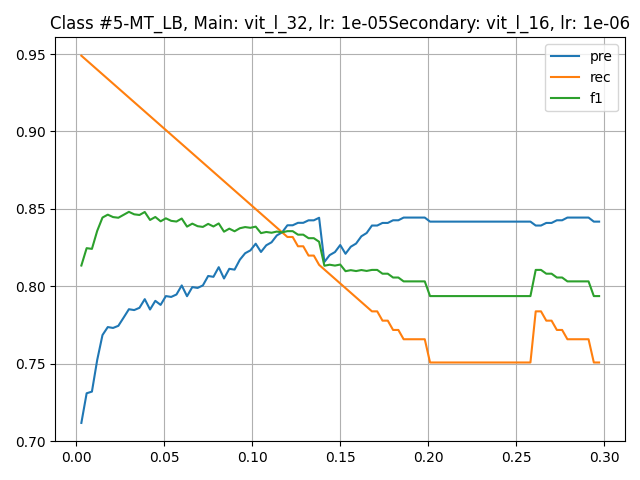 Class #5-MT_LB, Main: vit_l_32, lr: 1e-05Secondary: vit_l_16, lr: 1e-06
0.95
0.90
0.85
0.80
0.75
0.70
pre
rec
f1
0.00 0.05 0.10 0.15 0.20 0.25 0.30